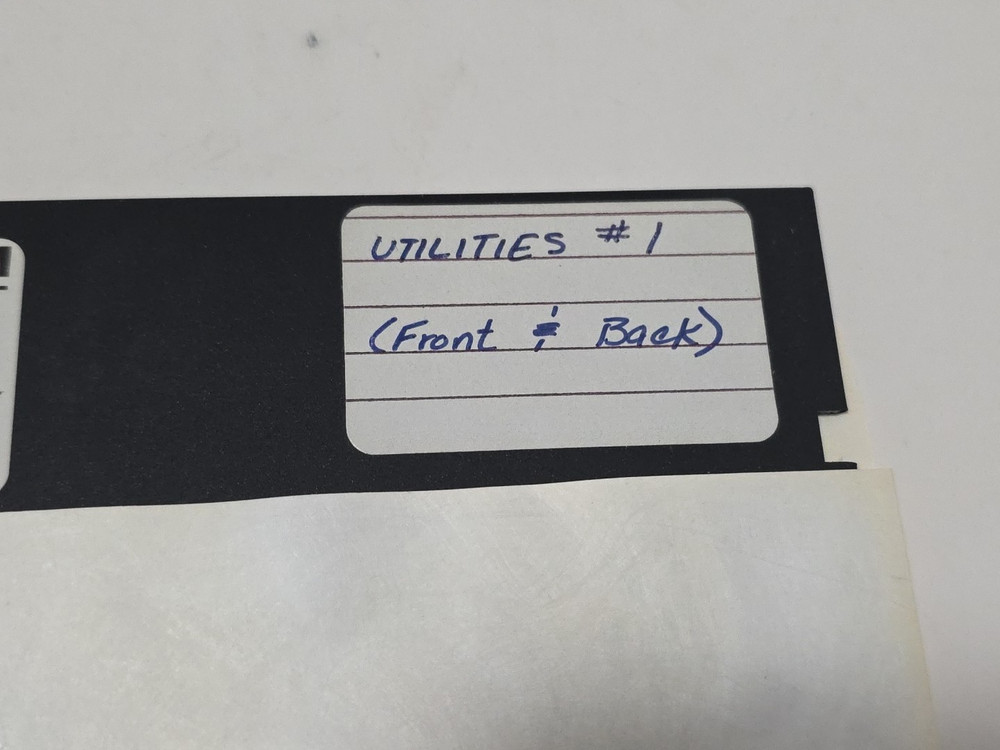 UTILITIES #1
(Front & Back)